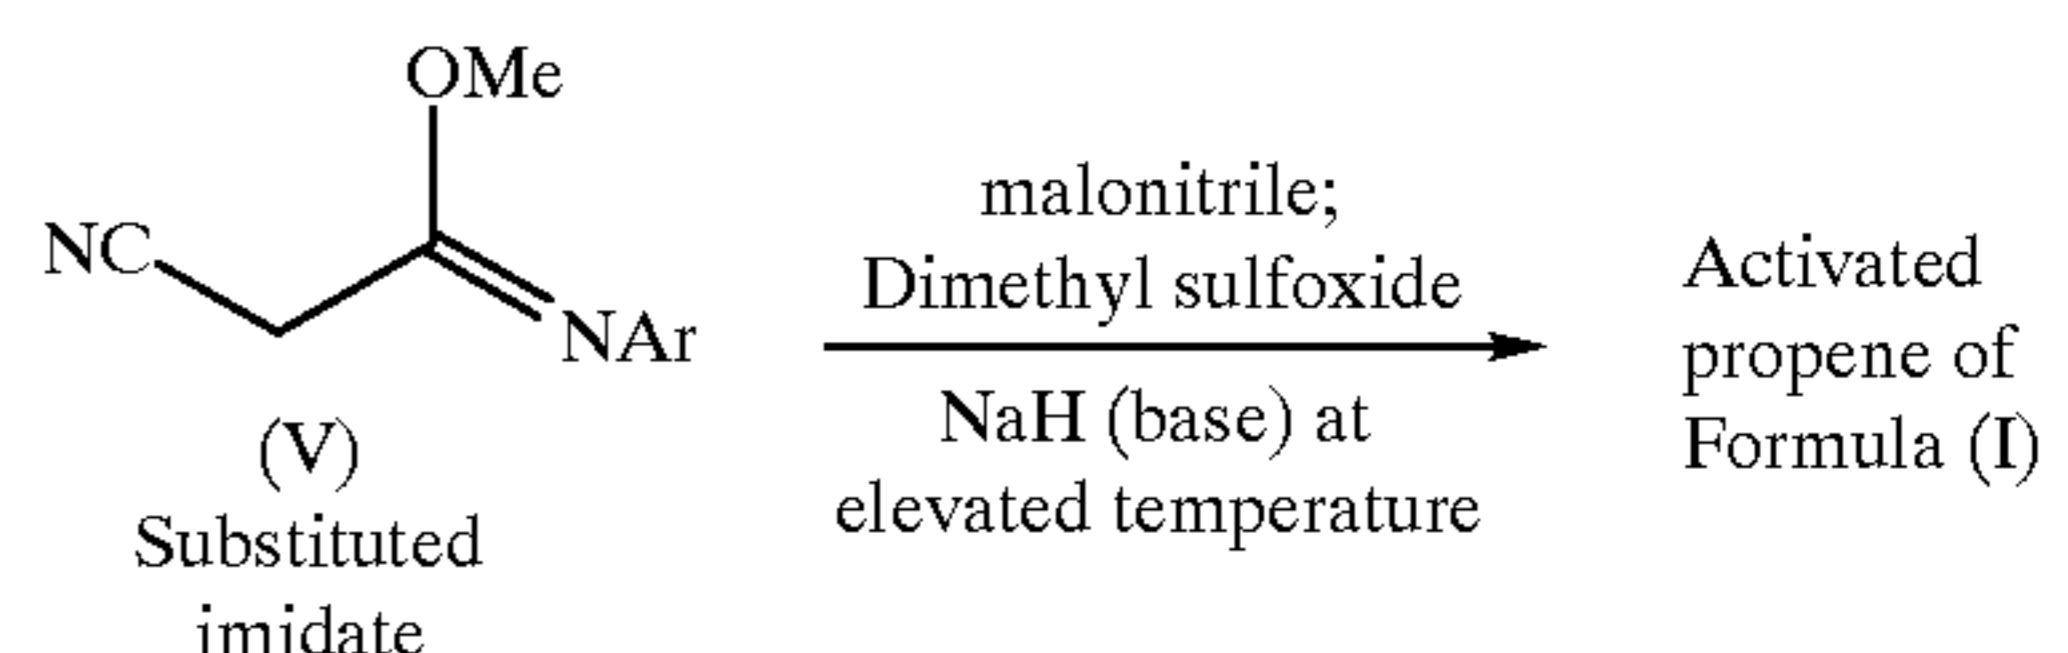 OMe
NC
NAr
(V)
Substituted
imidate
malonitrile;
Dimethyl sulfoxide
NaH (base) at
elevated temperature
Activated
propene of
Formula (I)